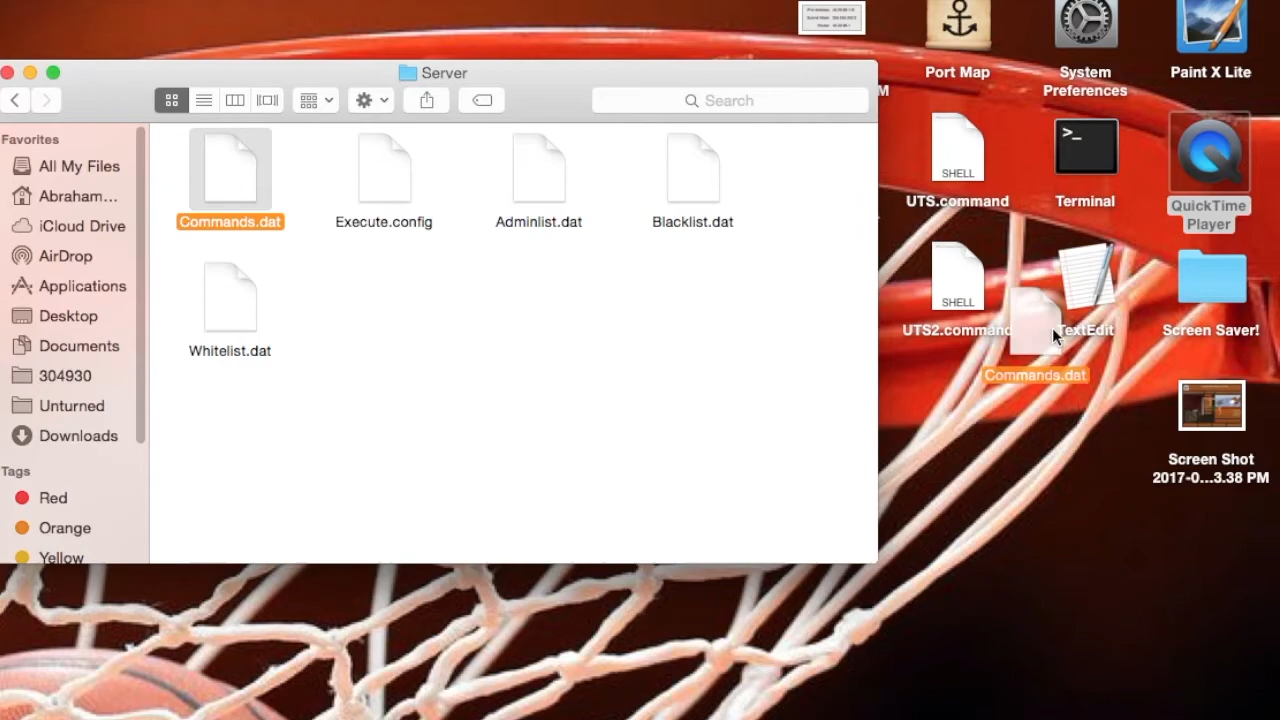 Server
Search
M
Favorites
All My Files
Abraham...
iCloud Drive
AirDrop
Applications
Desktop
Documents
304930
Unturned
Downloads
Tags
Red
Orange
Yellow
Commands.dat
Execute.config
Adminlist.dat
Blacklist.dat
Whitelist.dat
Port Map
System
Preferences
Paint X Lite
SHELL
UTS.command
>_
Terminal
QuickTime
Player
SHELL
UTS2.command
TextEdit
Screen Saver!
Commands.dat
Screen Shot
2017-0...3.38 PM